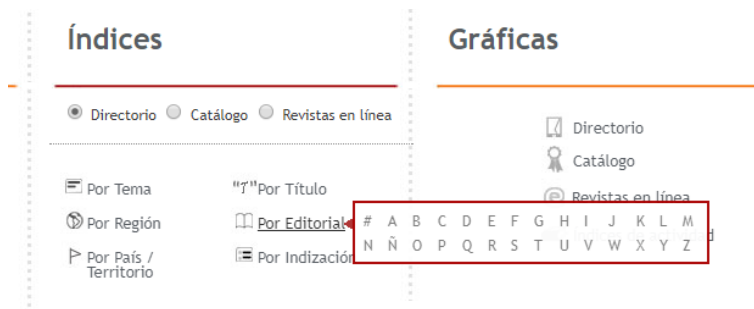 Índices
Directorio Catálogo Revistas en línea
Por Tema
"T"Por Título
Por Región
Por Editorial
Por País /
Territorio
Por Indización
# A B C D E F G H I J K L M
N Ñ O P Q R S T U V W X Y Z
Gráficas
Directorio
Catálogo
Revistas en línea